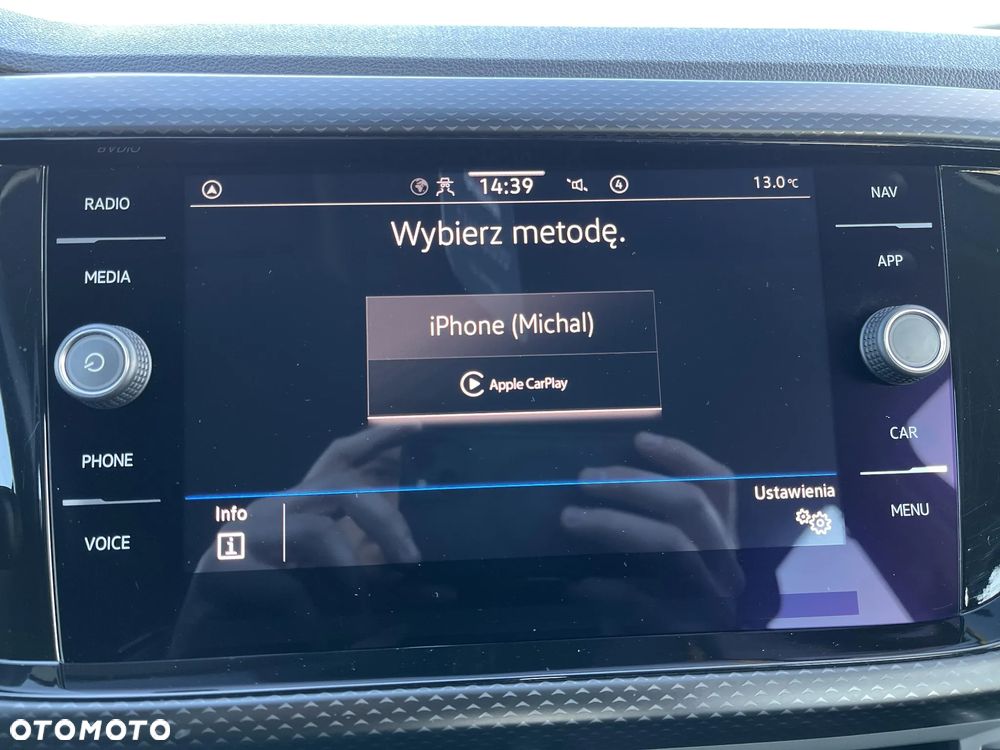 RADIO
MEDIA
PHONE
VOICE
14:39
4
13.0°C
Wybierz metodę.
iPhone (Michal)
Apple CarPlay
Info
Ustawienia
NAV
APP
CAR
MENU
OTOMOTO